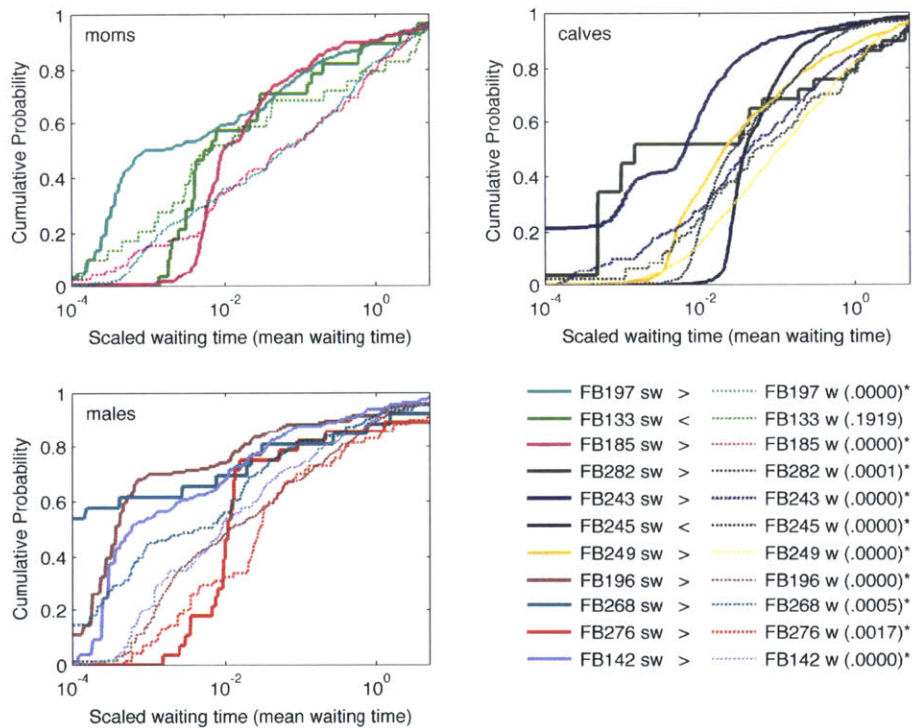 moms
Cumulative Probability
1
0.8
0.6
0.4
0.2
0
10^-4
10^-2
10^0
Scaled waiting time (mean waiting time)
calves
Cumulative Probability
1
0.8
0.6
0.4
0.2
0
10^-4
10^-2
10^0
Scaled waiting time (mean waiting time)
males
Cumulative Probability
1
0.8
0.6
0.4
0.2
0
10^-4
10^-2
10^0
Scaled waiting time (mean waiting time)
FB197 sw > FB197 w (.0000)*
FB133 sw < FB133 w (.1919)
FB185 sw > FB185 w (.0000)*
FB282 sw > FB282 w (.0001)*
FB243 sw > FB243 w (.0000)*
FB245 sw < FB245 w (.0000)*
FB249 sw > FB249 w (.0000)*
FB196 sw > FB196 w (.0000)*
FB268 sw > FB268 w (.0005)*
FB276 sw > FB276 w (.0017)*
FB142 sw > FB142 w (.0000)*